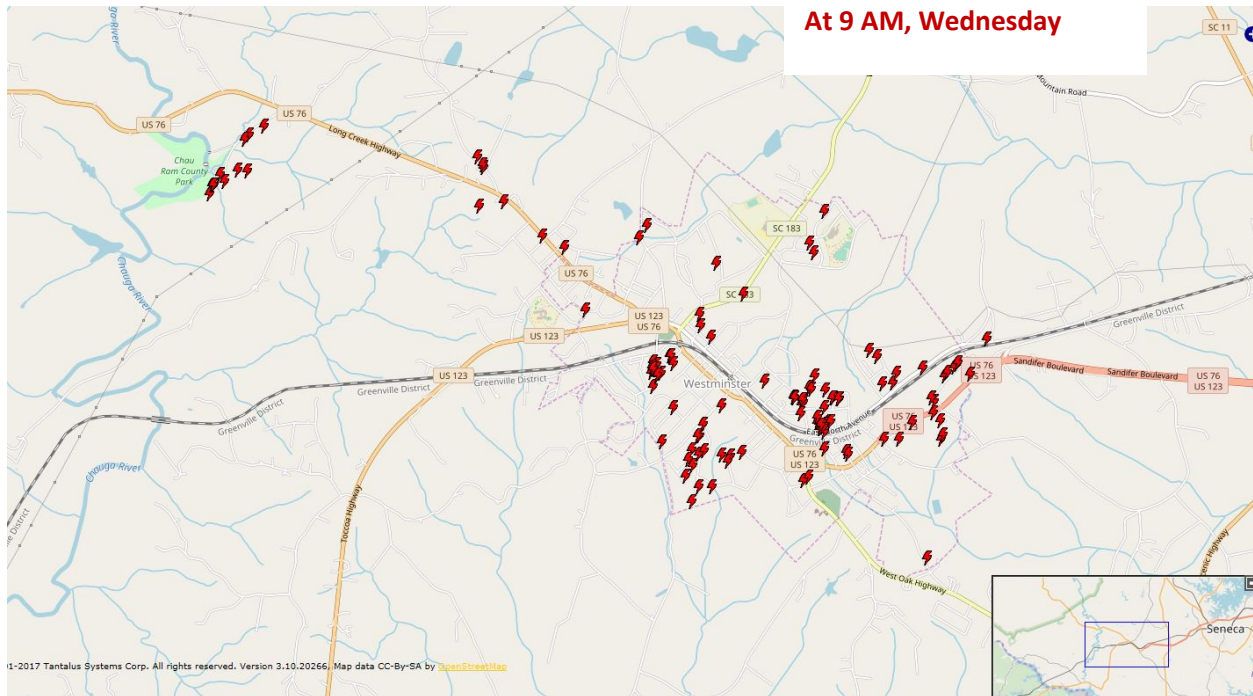 At 9 AM, Wednesday
SC 11
Chauga River
Mountain Road
US 76
US 76
Long Creek Highway
Chau
Ram County
Park
SC 183
Chauga River
US 76
US 123
US 76
US 123
Greenville District
Sandifer Boulevard
US 76
US 123
Sandifer Boulevard
US 76
US 123
US 123
Greenville District
Greenville District
Westminster
Greenville District
Chauga River
Greenville District
US 76
US 123
US 76
US 123
Toccoa Highway
West Oak Highway
Seneca
-2017 Tantalus Systems Corp. All rights reserved. Version 3.10.20266, Map data CC-By-SA by OpenStreetMap